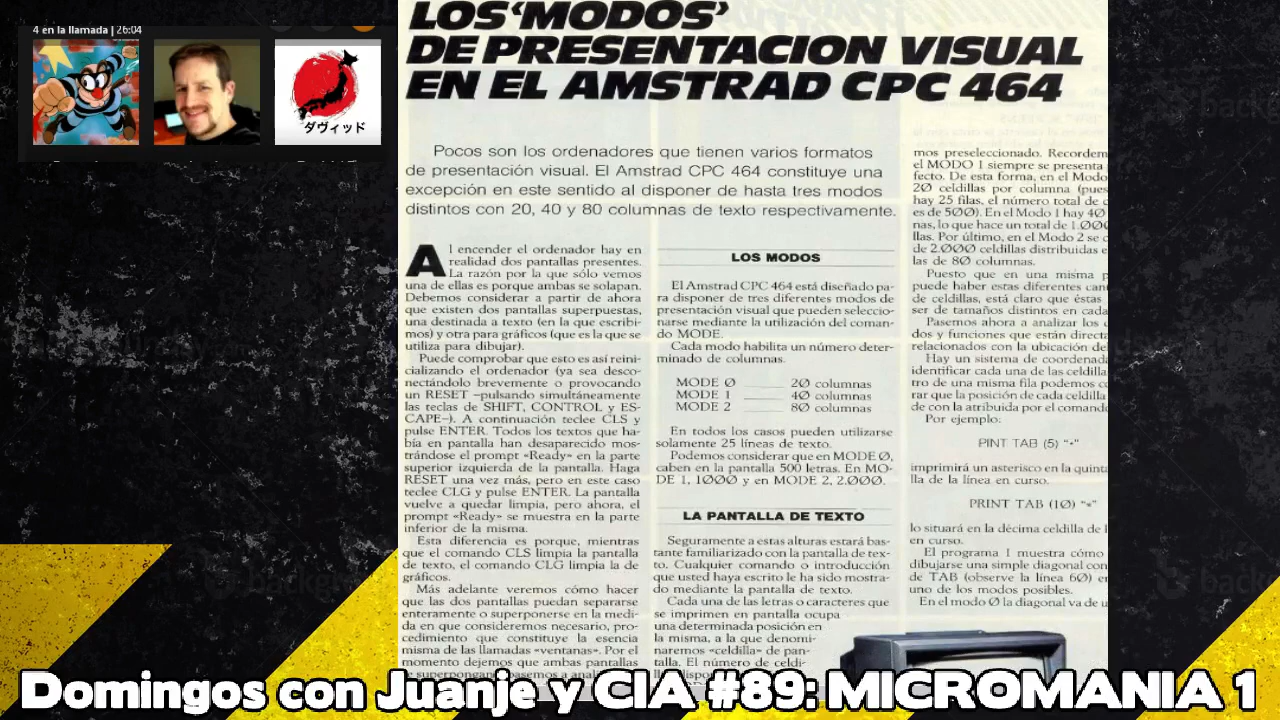 4 en la llamada | 26:04
ダヴィッド
LOS 'MODOS'
DE PRESENTACION VISUAL
EN EL AMSTRAD CPC 464
Pocos son los ordenadores que tienen varios formatos
de presentación visual. El Amstrad CPC 464 constituye una
excepción en este sentido al disponer de hasta tres modos
distintos con 20, 40 y 80 columnas de texto respectivamente.
Al encender el ordenador hay en
realidad dos pantallas presentes.
La razón por la que sólo vemos
una de ellas es porque ambas se solapan.
Debemos considerar a partir de ahora
que existen dos pantallas superpuestas,
una destinada a texto (en la que escribi-
mos) y otra para gráficos (que es la que se
utiliza para dibujar).
Puede comprobar que esto es así reini-
cializando el ordenador (ya sea desco-
nectándolo brevemente o provocando
un RESET –pulsando simultáneamente
las teclas de SHIFT, CONTROL y ES-
CAPE–). A continuación teclee CLS y
pulse ENTER. Todos los textos que ha-
bía en pantalla han desaparecido mos-
trándose el prompt «Ready» en la parte
superior izquierda de la pantalla. Haga
RESET una vez más, pero en este caso
teclee CLG y pulse ENTER. La pantalla
vuelve a quedar limpia, pero ahora, el
prompt «Ready» se muestra en la parte
inferior de la misma.
Esta diferencia es porque, mientras
que el comando CLS limpia la pantalla
de texto, el comando CLG limpia la de
gráficos.
Más adelante veremos cómo hacer
que las dos pantallas puedan separarse
enteramente o superponerse en la medi-
da en que consideremos necesario, pro-
cedimiento que constituye la esencia
misma de las llamadas «ventanas». Por el
momento dejemos que ambas pantallas
LOS MODOS
El Amstrad CPC 464 está diseñado pa-
ra disponer de tres diferentes modos de
presentación visual que pueden seleccio-
narse mediante la utilización del coman-
do MODE.
Cada modo habilita un número deter-
minado de columnas.
MODE Ø ____ 2Ø columnas
MODE 1 ____ 4Ø columnas
MODE 2 ____ 8Ø columnas
En todos los casos pueden utilizarse
solamente 25 líneas de texto.
Podemos considerar que en MODE Ø,
caben en la pantalla 500 letras. En MO-
DE 1, 1ØØØ y en MODE 2, 2.ØØØ.
LA PANTALLA DE TEXTO
Seguramente a estas alturas estará bas-
tante familiarizado con la pantalla de tex-
to. Cualquier comando o introducción
que usted haya escrito le ha sido mostra-
do mediante la pantalla de texto.
Cada una de las letras o caracteres que
se imprimen en pantalla ocupa
una determinada posición en
la misma, a la que denomi-
naremos «celdilla» de pan-
talla. El número de celdi-
mos preseleccionado. Recordem
el MODO 1 siempre se presenta
fecto. De esta forma, en el Modo
2Ø celdillas por columna (pues
hay 25 filas, el número total de c
es de 5ØØ). En el Modo 1 hay 4Ø
nas, lo que hace un total de 1.ØØØ
llas. Por último, en el Modo 2 se c
de 2.ØØØ celdillas distribuidas e
las de 8Ø columnas.
Puesto que en una misma p
puede haber estas diferentes can
de celdillas, está claro que éstas
ser de tamaños distintos en cada
Pasemos ahora a analizar los c
dos y funciones que están directa
relacionados con la ubicación de
Hay un sistema de coordenada
identificar cada una de las celdilla
tro de una misma fila podemos co
rar que la posición de cada celdilla
de con la atribuida por el comando
Por ejemplo:
PINT TAB (5) "*"
imprimirá un asterisco en la quinta
lla de la línea en curso.
PRINT TAB (1Ø) "*"
lo situará en la décima celdilla de l
en curso.
El programa 1 muestra cómo
dibujarse una simple diagonal con
de TAB (observe la línea 6Ø) en
uno de los modos posibles.
En el modo Ø la diagonal va de u
Domingos con Juanje y CIA #89: MICROMANIA 1